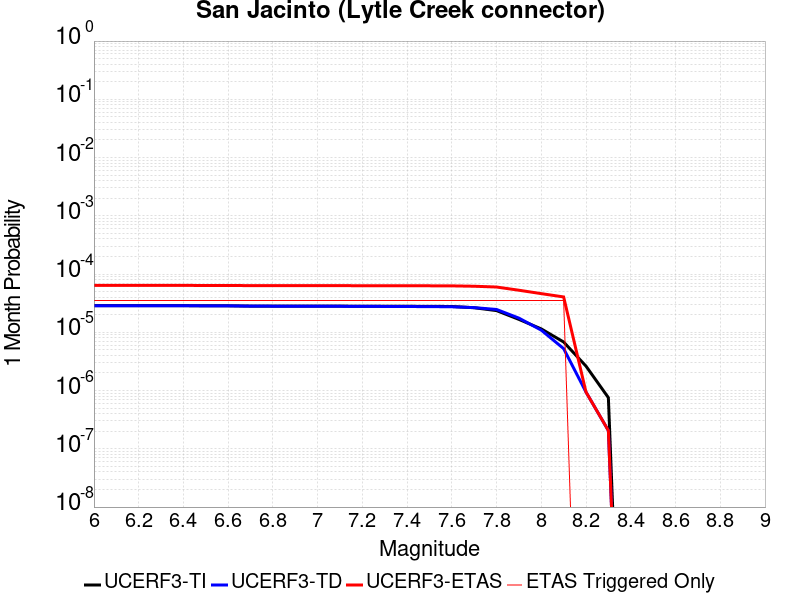 San Jacinto (Lytle Creek connector)
10^0
10^-1
10^-2
10^-3
10^-4
10^-5
10^-6
10^-7
10^-8
1 Month Probability
6 6.2 6.4 6.6 6.8 7 7.2 7.4 7.6 7.8 8 8.2 8.4 8.6 8.8 9
Magnitude
UCERF3-TI UCERF3-TD UCERF3-ETAS ETAS Triggered Only